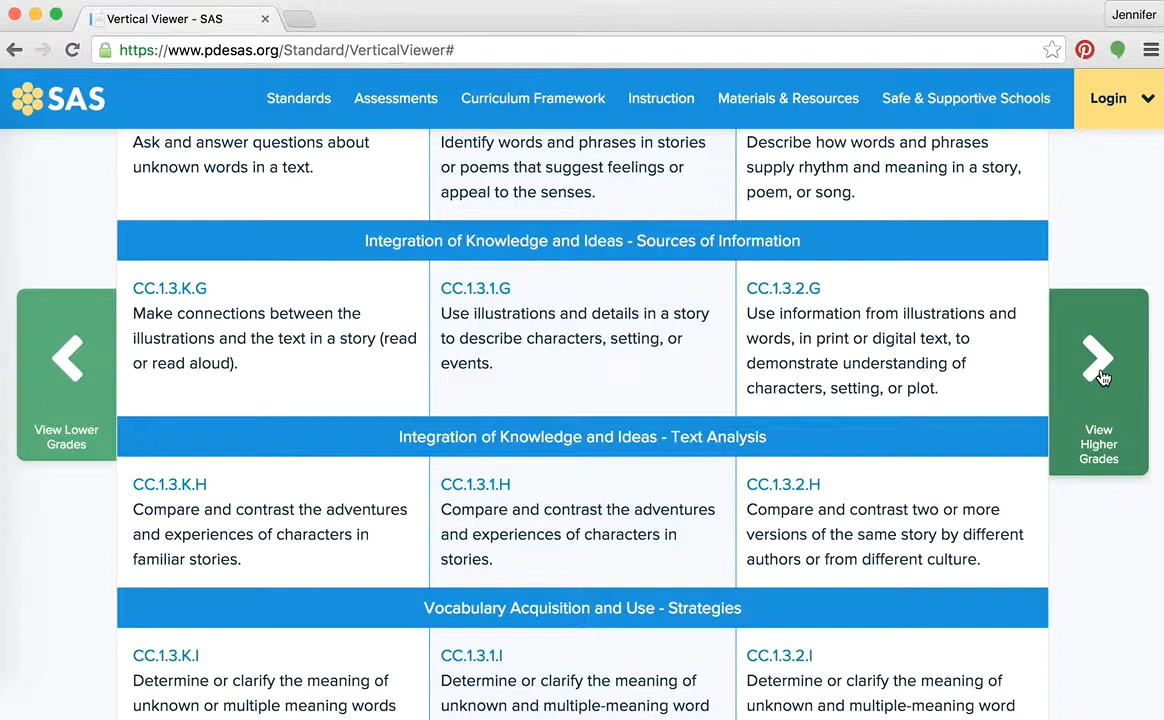 Vertical Viewer - SAS
Jennifer
https://www.pdesas.org/Standard/VerticalViewer#
SAS
Standards
Assessments
Curriculum Framework
Instruction
Materials & Resources
Safe & Supportive Schools
Login
Ask and answer questions about
unknown words in a text.
Identify words and phrases in stories
or poems that suggest feelings or
appeal to the senses.
Describe how words and phrases
supply rhythm and meaning in a story,
poem, or song.
Integration of Knowledge and Ideas - Sources of Information
CC.1.3.K.G
Make connections between the
illustrations and the text in a story (read
or read aloud).
CC.1.3.1.G
Use illustrations and details in a story
to describe characters, setting, or
events.
CC.1.3.2.G
Use information from illustrations and
words, in print or digital text, to
demonstrate understanding of
characters, setting, or plot.
View Lower
Grades
View
Higher
Grades
Integration of Knowledge and Ideas - Text Analysis
CC.1.3.K.H
Compare and contrast the adventures
and experiences of characters in
familiar stories.
CC.1.3.1.H
Compare and contrast the adventures
and experiences of characters in
stories.
CC.1.3.2.H
Compare and contrast two or more
versions of the same story by different
authors or from different culture.
Vocabulary Acquisition and Use - Strategies
CC.1.3.K.I
Determine or clarify the meaning of
unknown or multiple meaning words
CC.1.3.1.I
Determine or clarify the meaning of
unknown and multiple-meaning word
CC.1.3.2.I
Determine or clarify the meaning of
unknown and multiple-meaning word